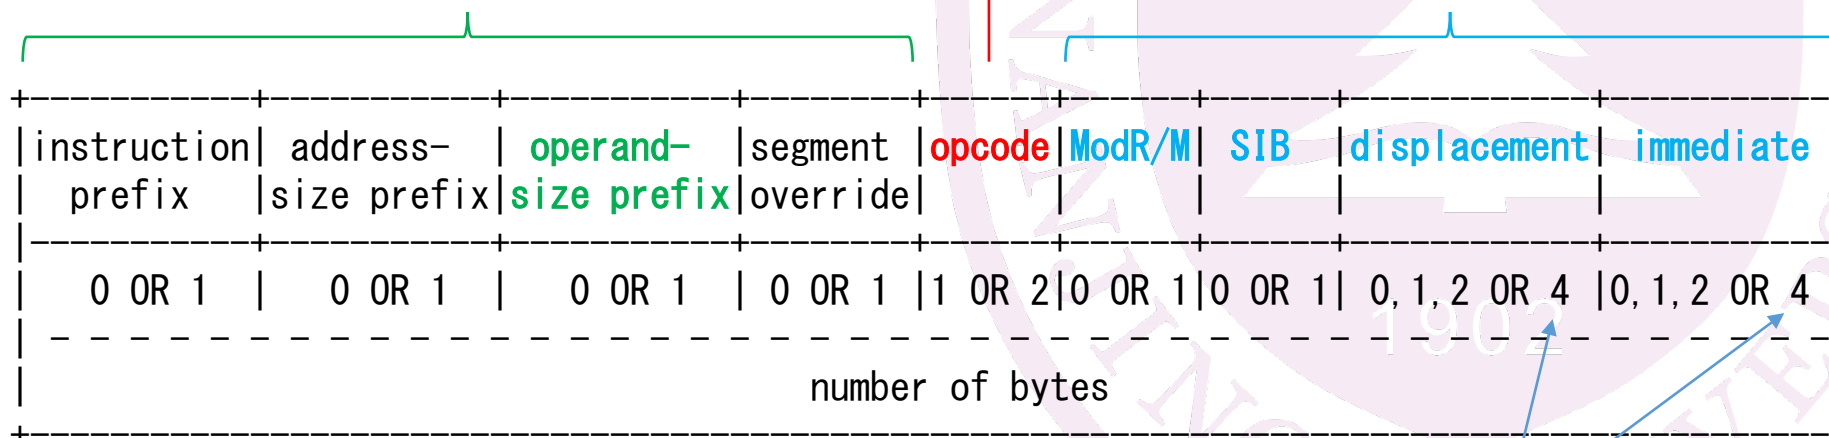 +-----------+-----------+-----------+--------+------+------+------+------------+-----------
|instruction| address- | operand- |segment |opcode|ModR/M| SIB |displacement| immediate
| prefix |size prefix|size prefix|override| | | | |
|-----------+-----------+-----------+--------+------+------+------+------------+-----------
| 0 OR 1 | 0 OR 1 | 0 OR 1 | 0 OR 1 |1 OR 2|0 OR 1|0 OR 1| 0,1,2 OR 4 |0,1,2 OR 4
| - - - - - - - - - - - - - - - - - - - - - - - - - - - - - - - - - - - - - - - - - - - - -
1902
| number of bytes
+------------------------------------------------------------------------------------------
NANJING